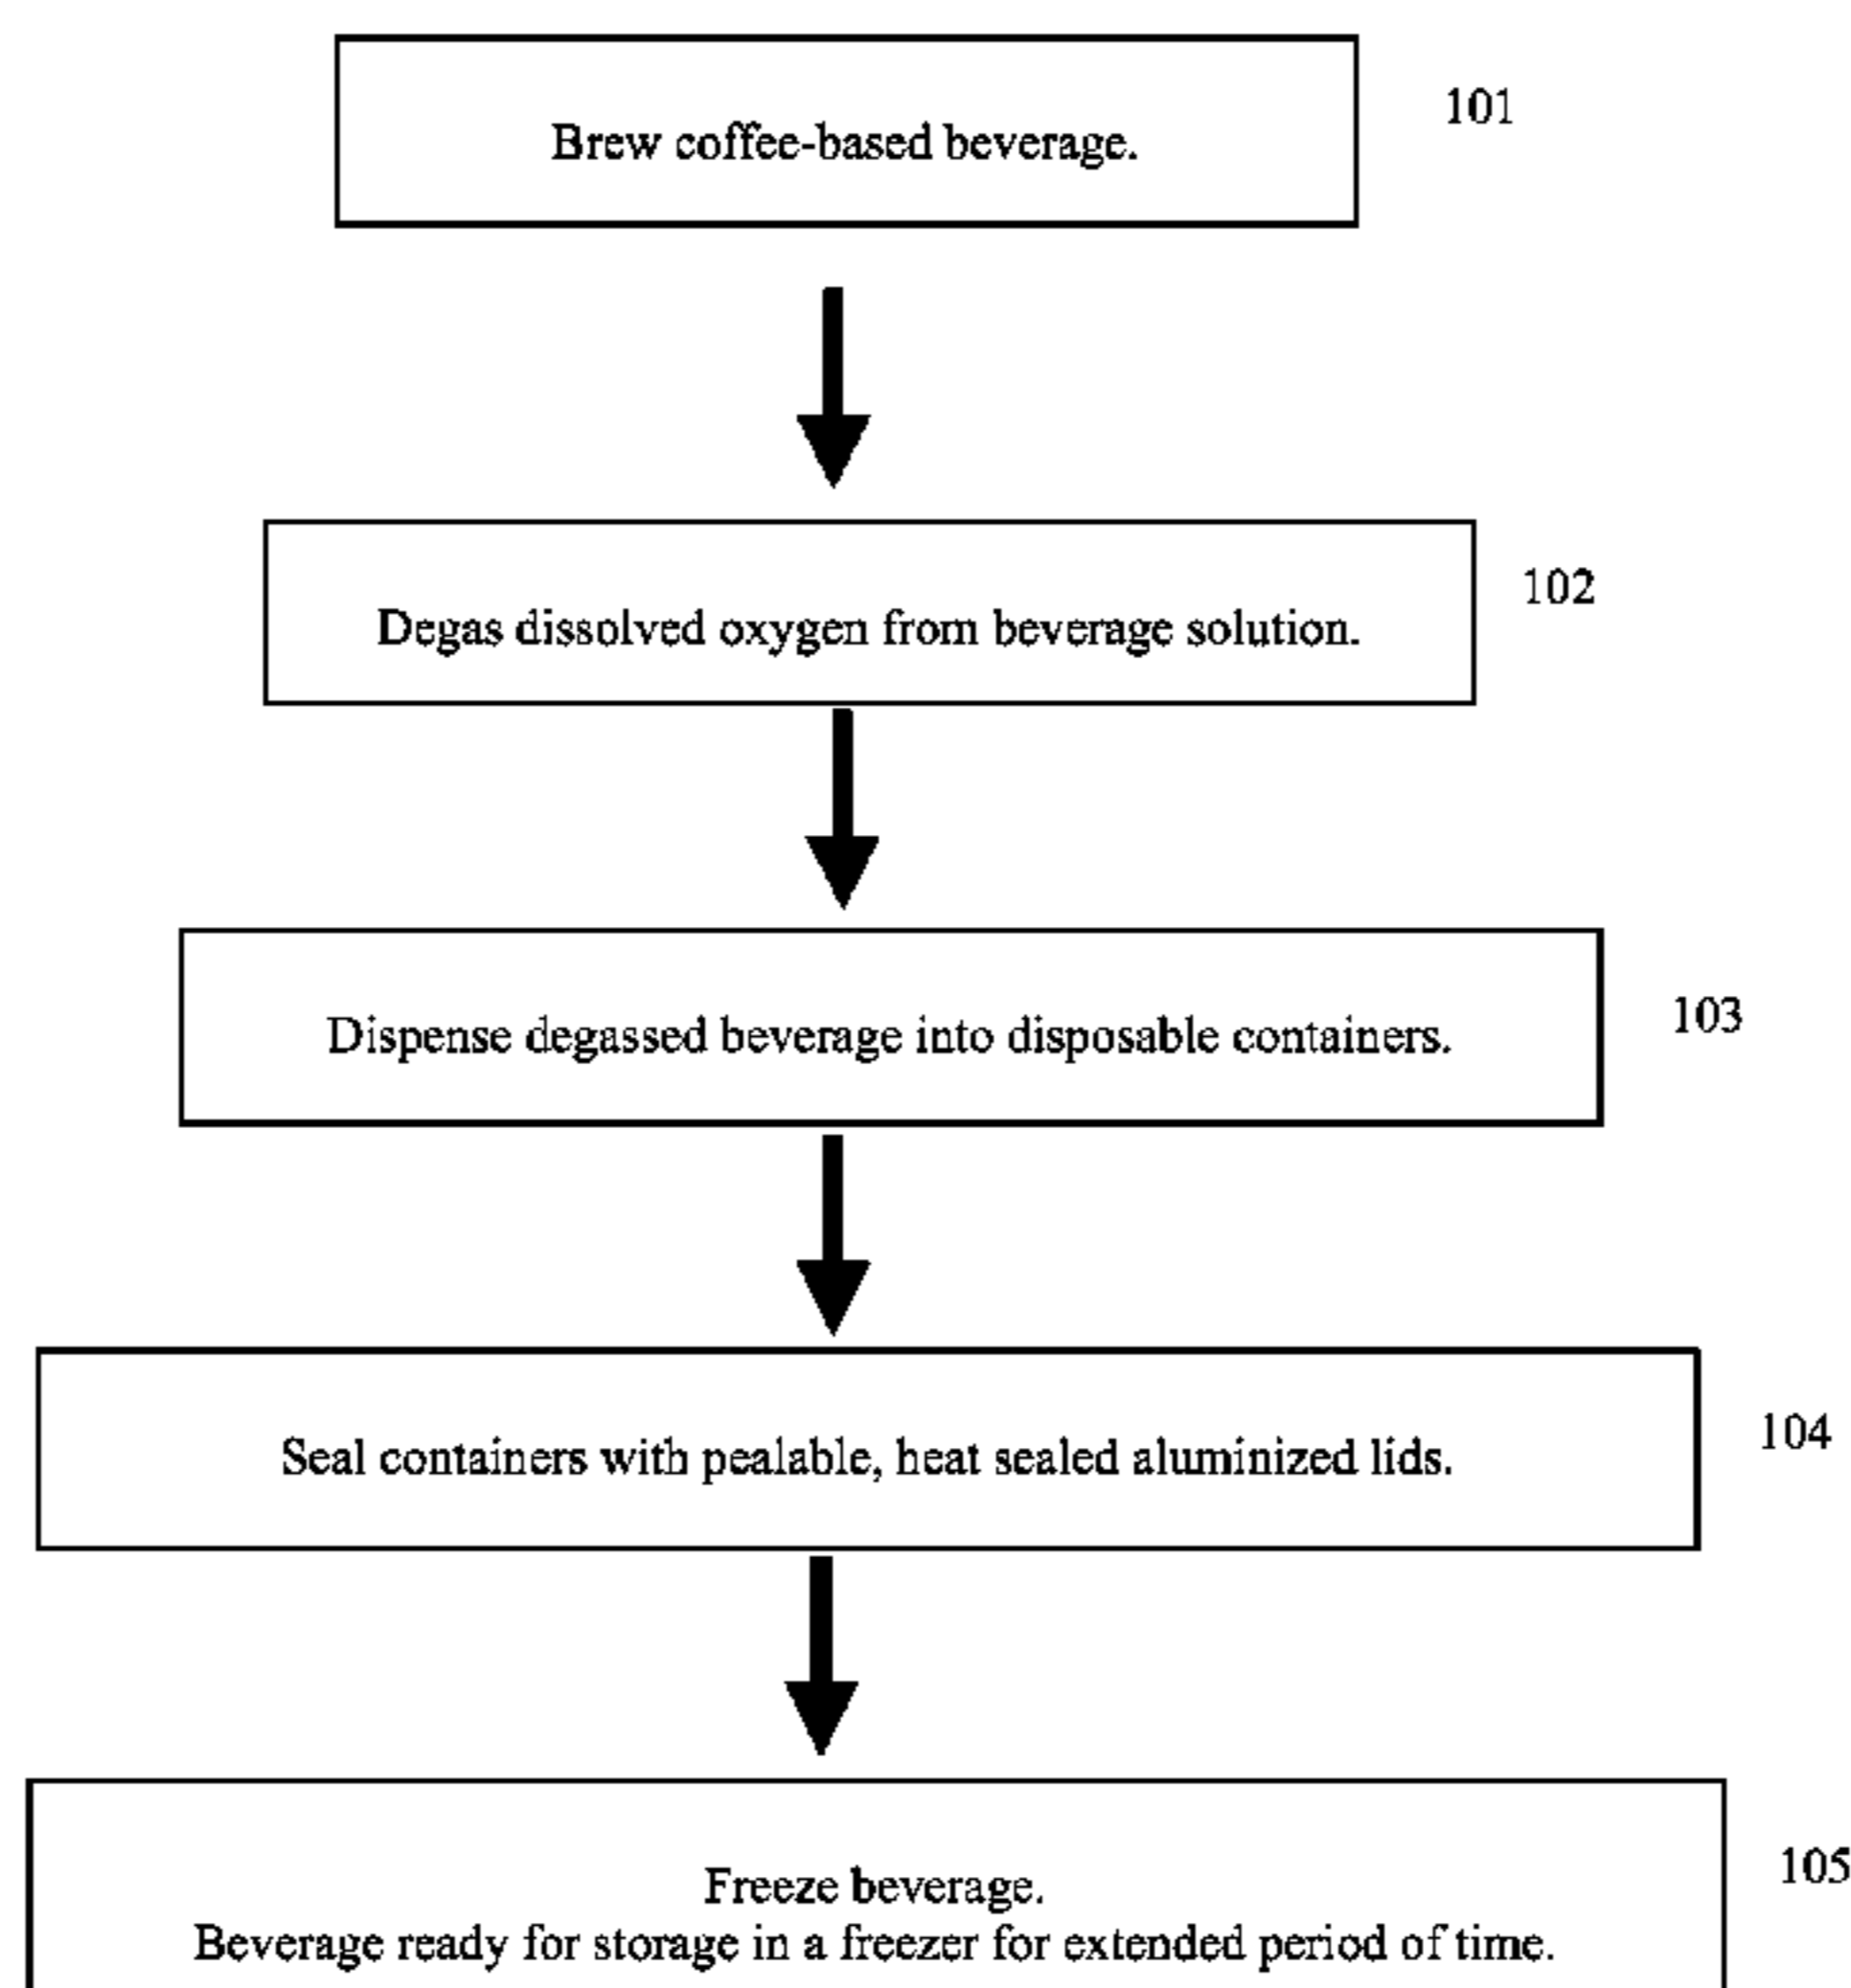 Brew coffee-based beverage.
101
Degas dissolved oxygen from beverage solution.
102
Dispense degassed beverage into disposable containers.
103
Seal containers with pealable, heat sealed aluminized lids.
104
Freeze beverage.
105
Beverage ready for storage in a freezer for extended period of time.